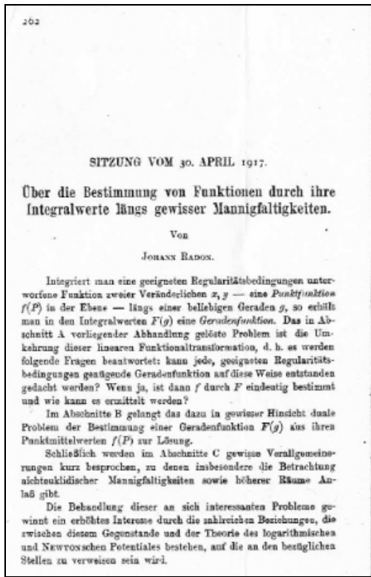 262
SITZUNG VOM 30. APRIL 1917.
Über die Bestimmung von Funktionen durch ihre
Integralwerte längs gewisser Mannigfaltigkeiten.
Von
JOHANN RADON.
Integriert man eine geeigneten Regularitätsbedingungen unter-
worfene Funktion zweier Veränderlichen x, y — eine Punktfunktion
f(P) in der Ebene — längs einer beliebigen Geraden g, so erhält
man in den Integralwerten F(g) eine Geradenfunktion. Das in Ab-
schnitt A vorliegender Abhandlung gelöste Problem ist die Um-
kehrung dieser linearen Funktionaltransformation, d. h. es werden
folgende Fragen beantwortet: kann jede, geeigneten Regularitäts-
bedingungen genügende Geradenfunktion auf diese Weise entstanden
gedacht werden? Wenn ja, ist dann f durch F eindeutig bestimmt
und wie kann es ermittelt werden?
Im Abschnitte B gelangt das dazu in gewisser Hinsicht duale
Problem der Bestimmung einer Geradenfunktion F(g) aus ihren
Punktmittelwerten f(P) zur Lösung.
Schließlich werden im Abschnitte C gewisse Verallgemeine-
rungen kurz besprochen, zu denen insbesondere die Betrachtung
nichteuklidischer Mannigfaltigkeiten sowie höherer Räume An-
laß gibt.
Die Behandlung dieser an sich interessanten Probleme ge-
winnt ein erhöhtes Interesse durch die zahlreichen Beziehungen, die
zwischen diesem Gegenstande und der Theorie des logarithmischen
und NEWTONschen Potentiales bestehen, auf die an den bezüglichen
Stellen zu verweisen sein wird.